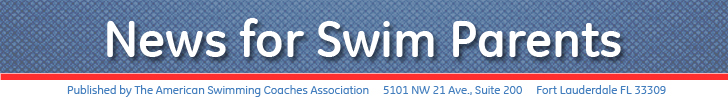 News for Swim Parents
Published by The American Swimming Coaches Association 5101 NW 21 Ave., Suite 200 Fort Lauderdale FL 33309